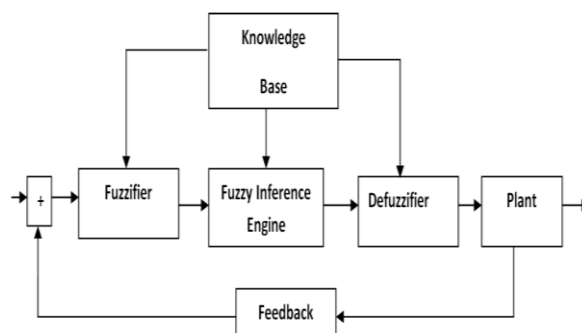 Knowledge
Base
+
Fuzzifier
Fuzzy Inference
Engine
Defuzzifier
Plant
Feedback